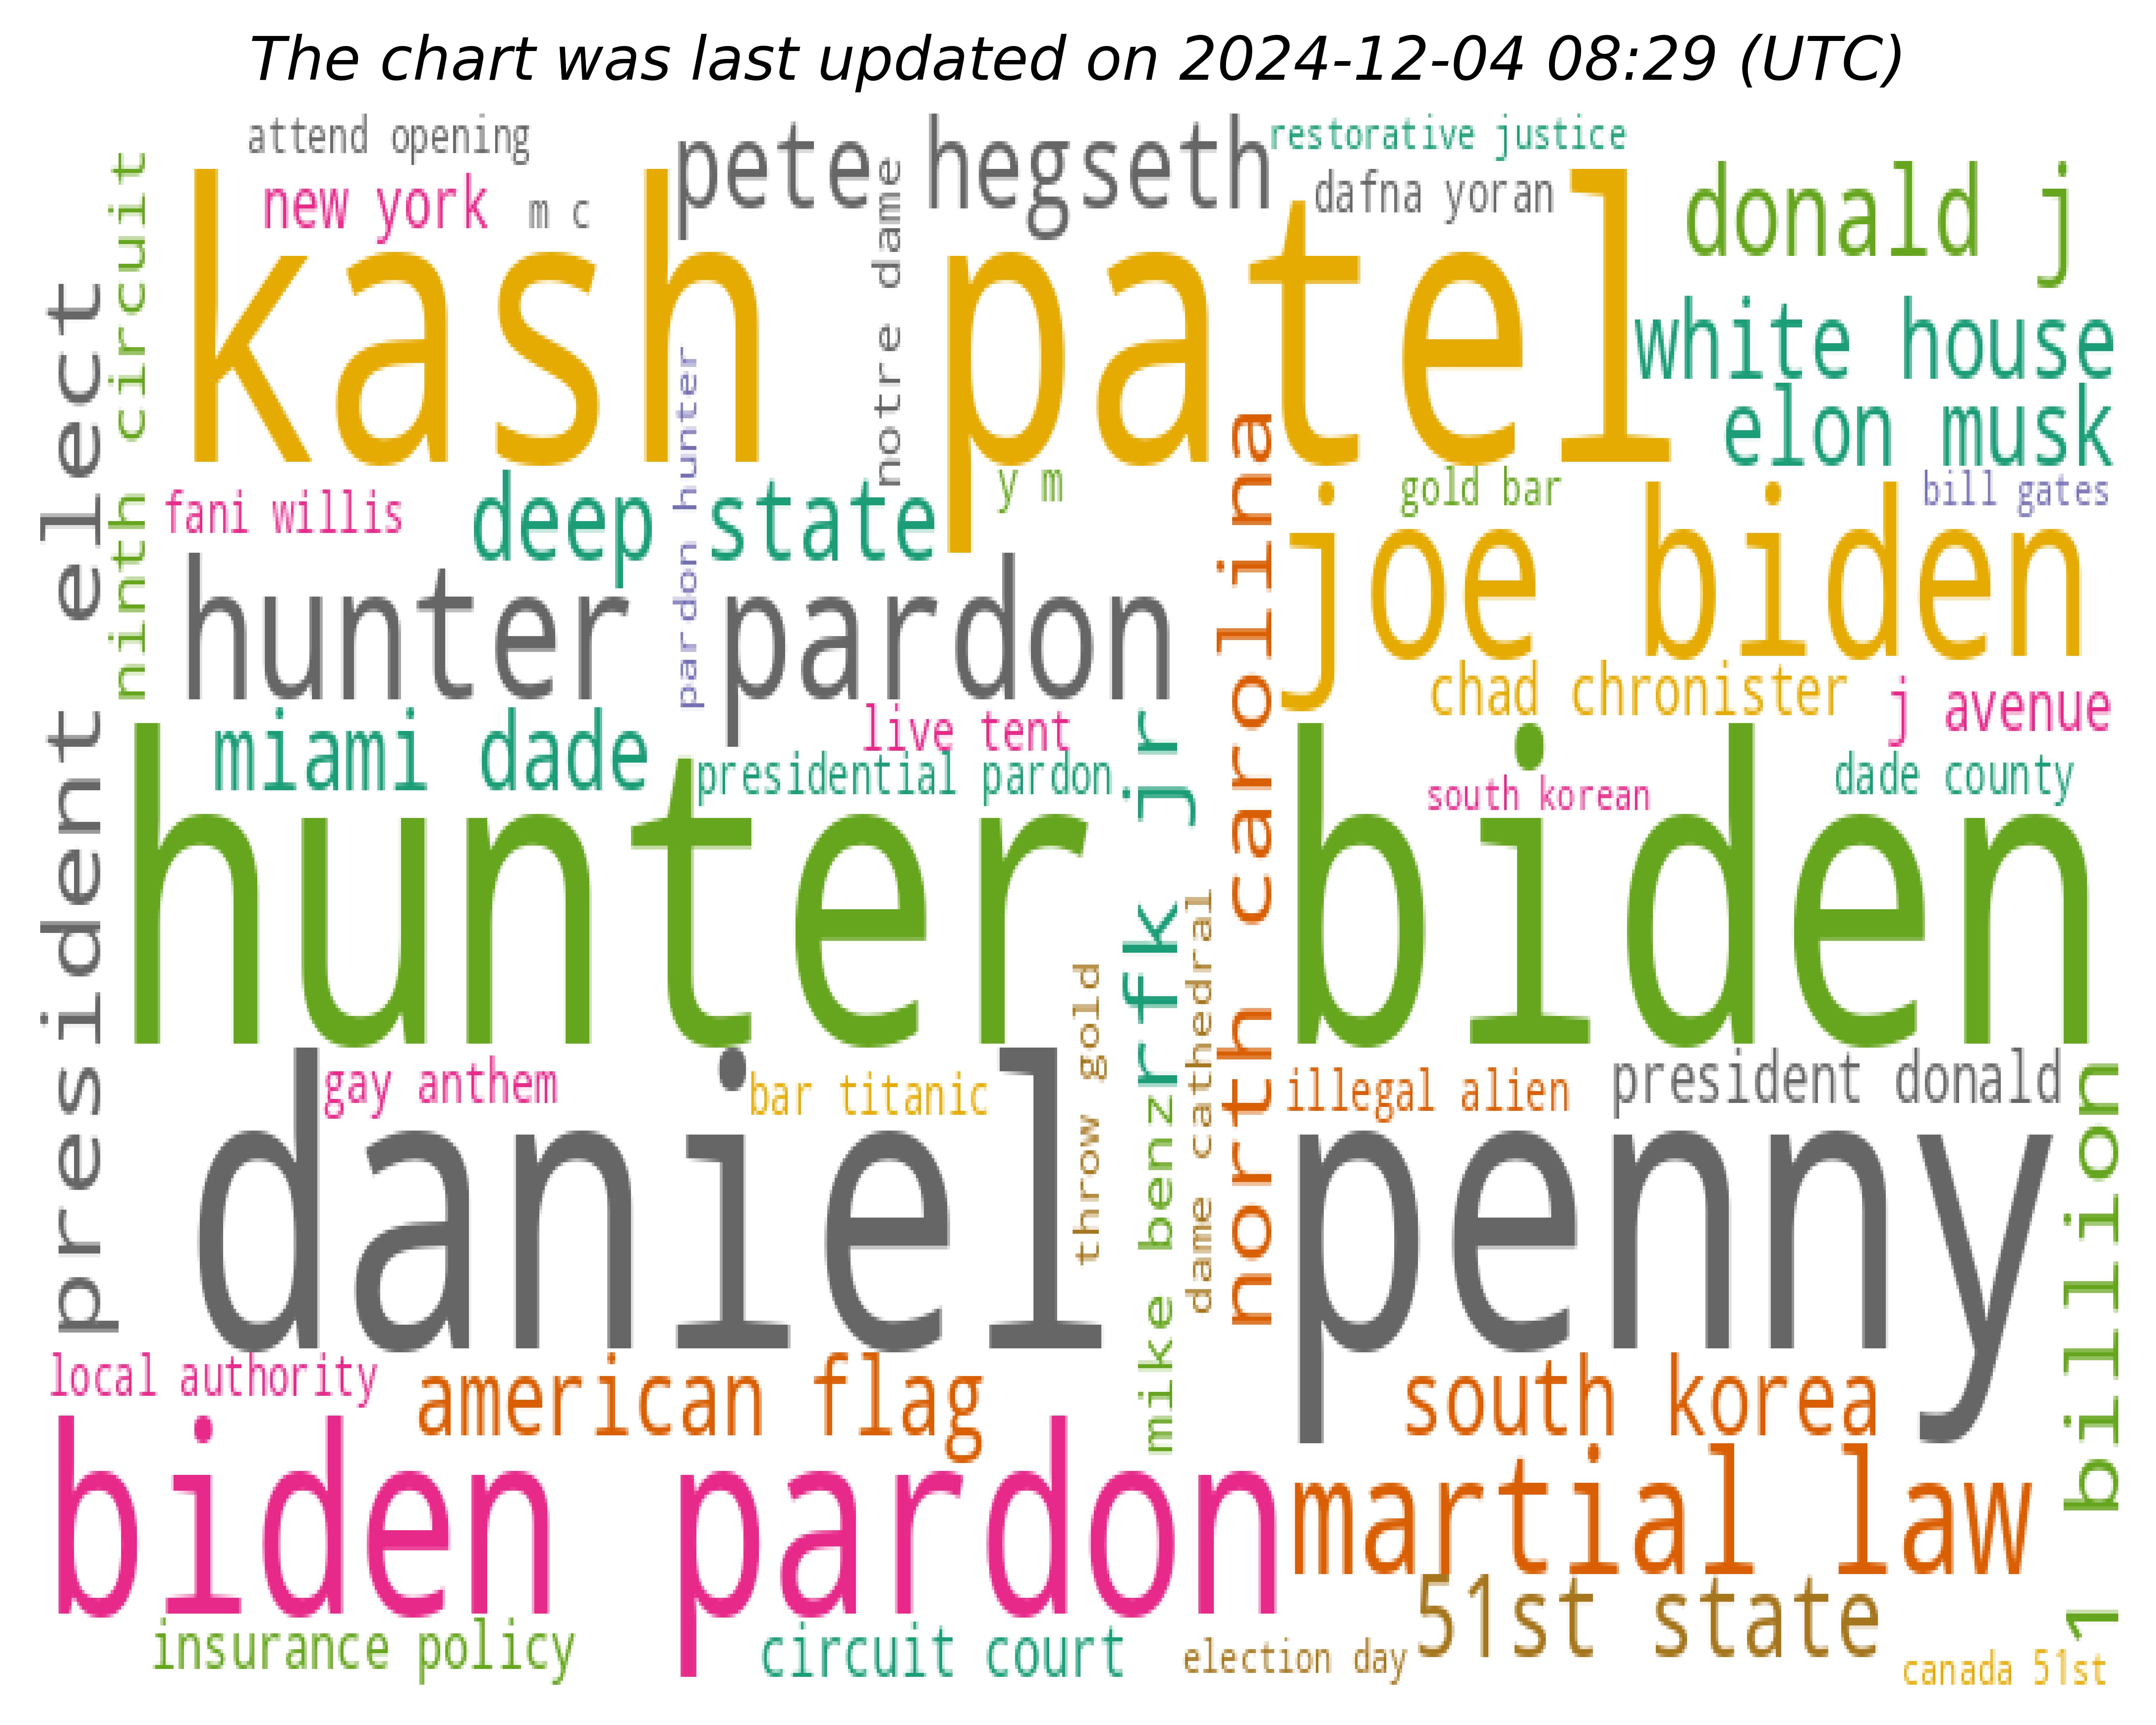 The chart was last updated on 2024-12-04 08:29 (UTC)
attend opening
pete hegseth
restorative justice
new york
m c
dafna yoran
donald j
kash patel
notre dame
ninth circuit
president elect
white house
elon musk
pardon hunter
fani willis
deep state
y m
gold bar
bill gates
north carolina
joe biden
hunter pardon
chad chronister
j avenue
miami dade
live tent
presidential pardon
rfk jr
south korean
dade county
hunter biden
dame cathedral
throw gold
mike benz
gay anthem
bar titanic
illegal alien
president donald
1 billion
daniel penny
local authority
american flag
south korea
biden pardon
martial law
51st state
insurance policy
circuit court
election day
canada 51st